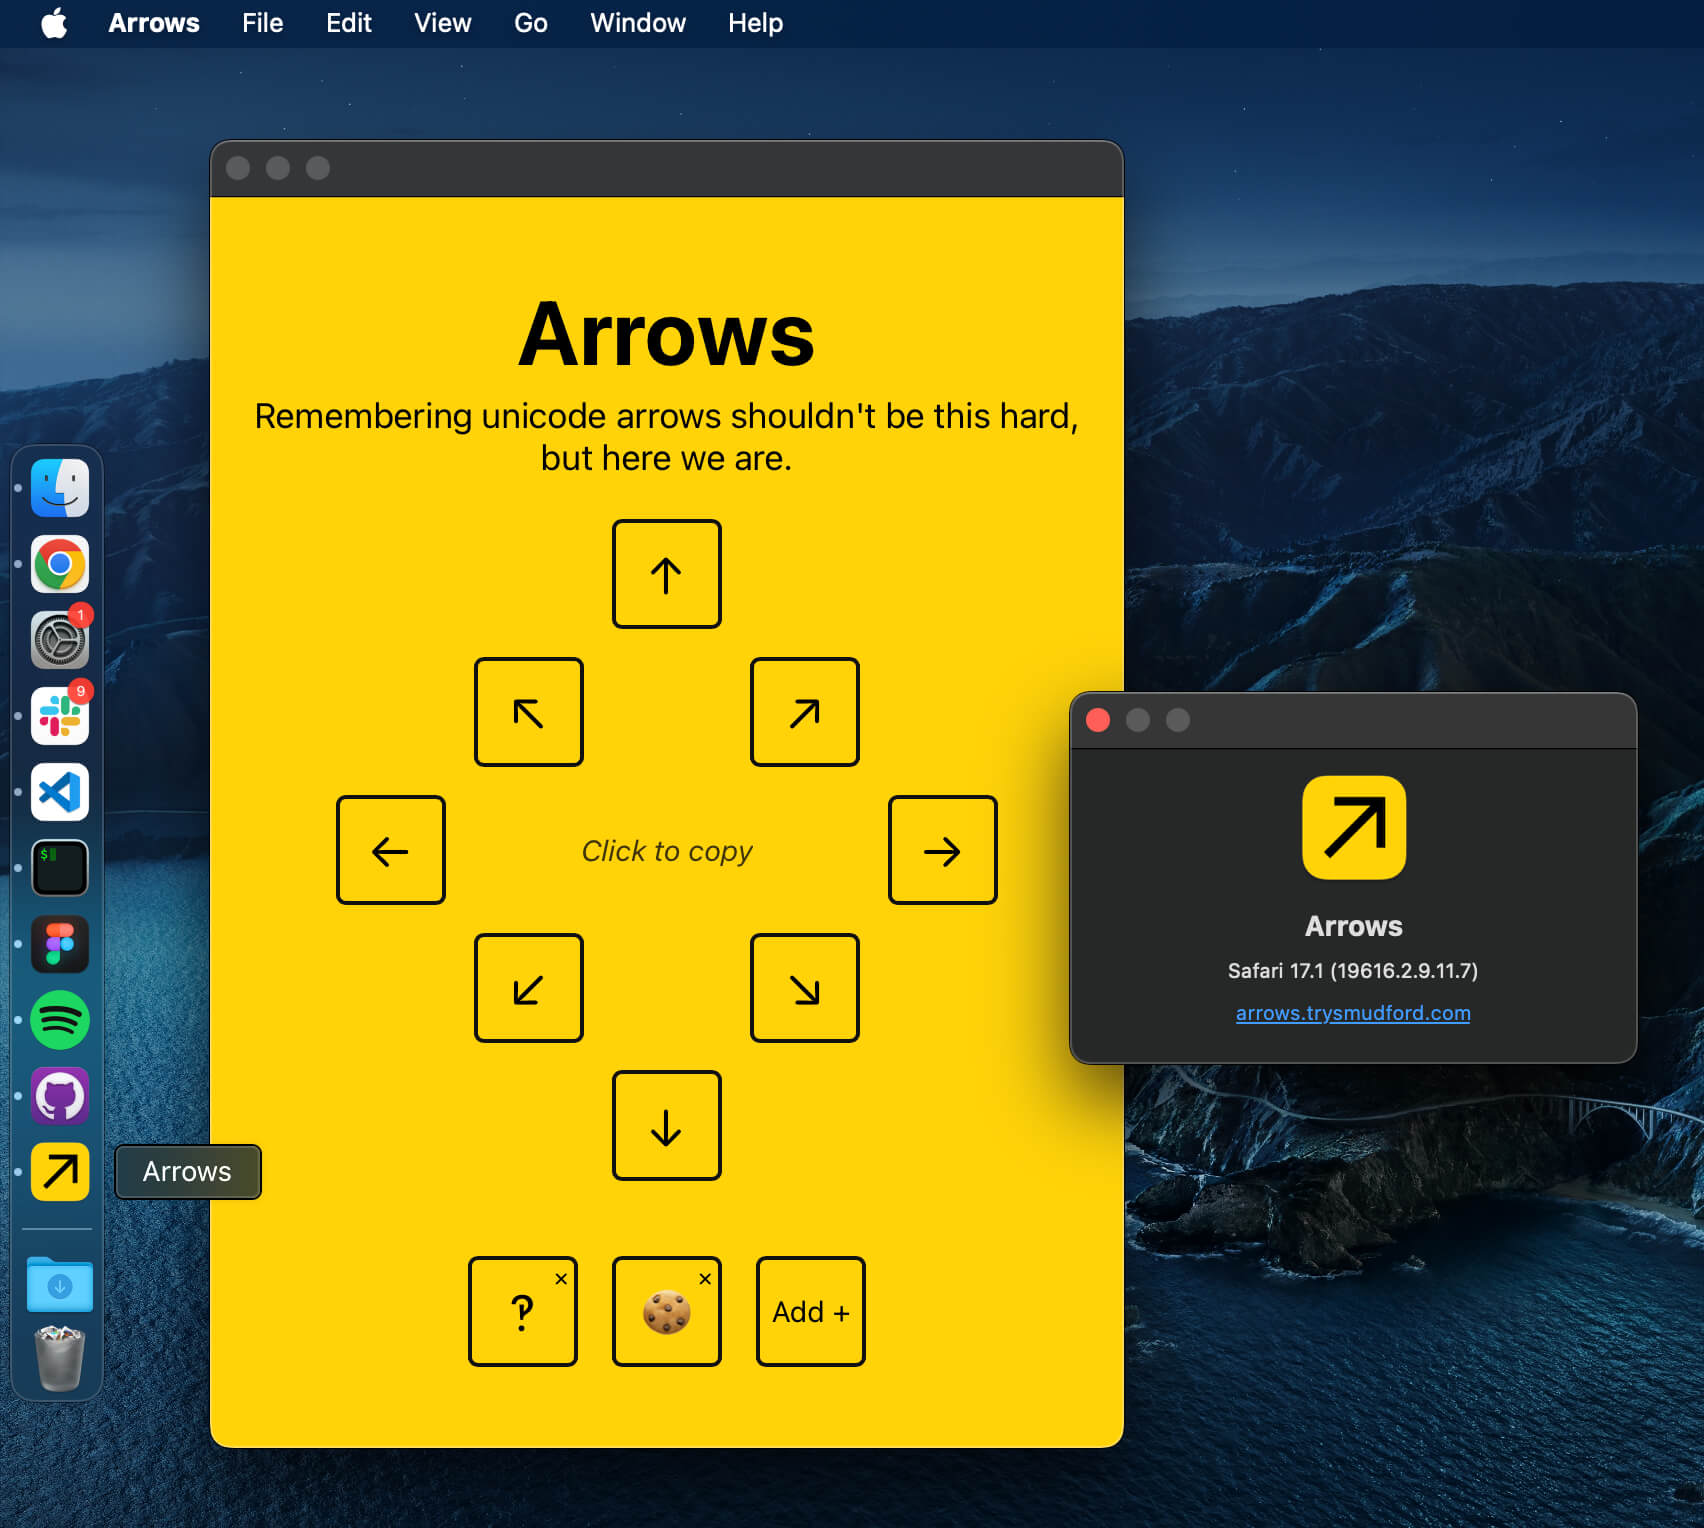 Arrows File Edit View Go Window Help
Arrows
Remembering unicode arrows shouldn't be this hard,
but here we are.
↑
↖ ↗
← Click to copy →
↙ ↘
↓
‽ × 🍪 × Add +
1
9
$
Arrows
Arrows
Safari 17.1 (19616.2.9.11.7)
arrows.trysmudford.com